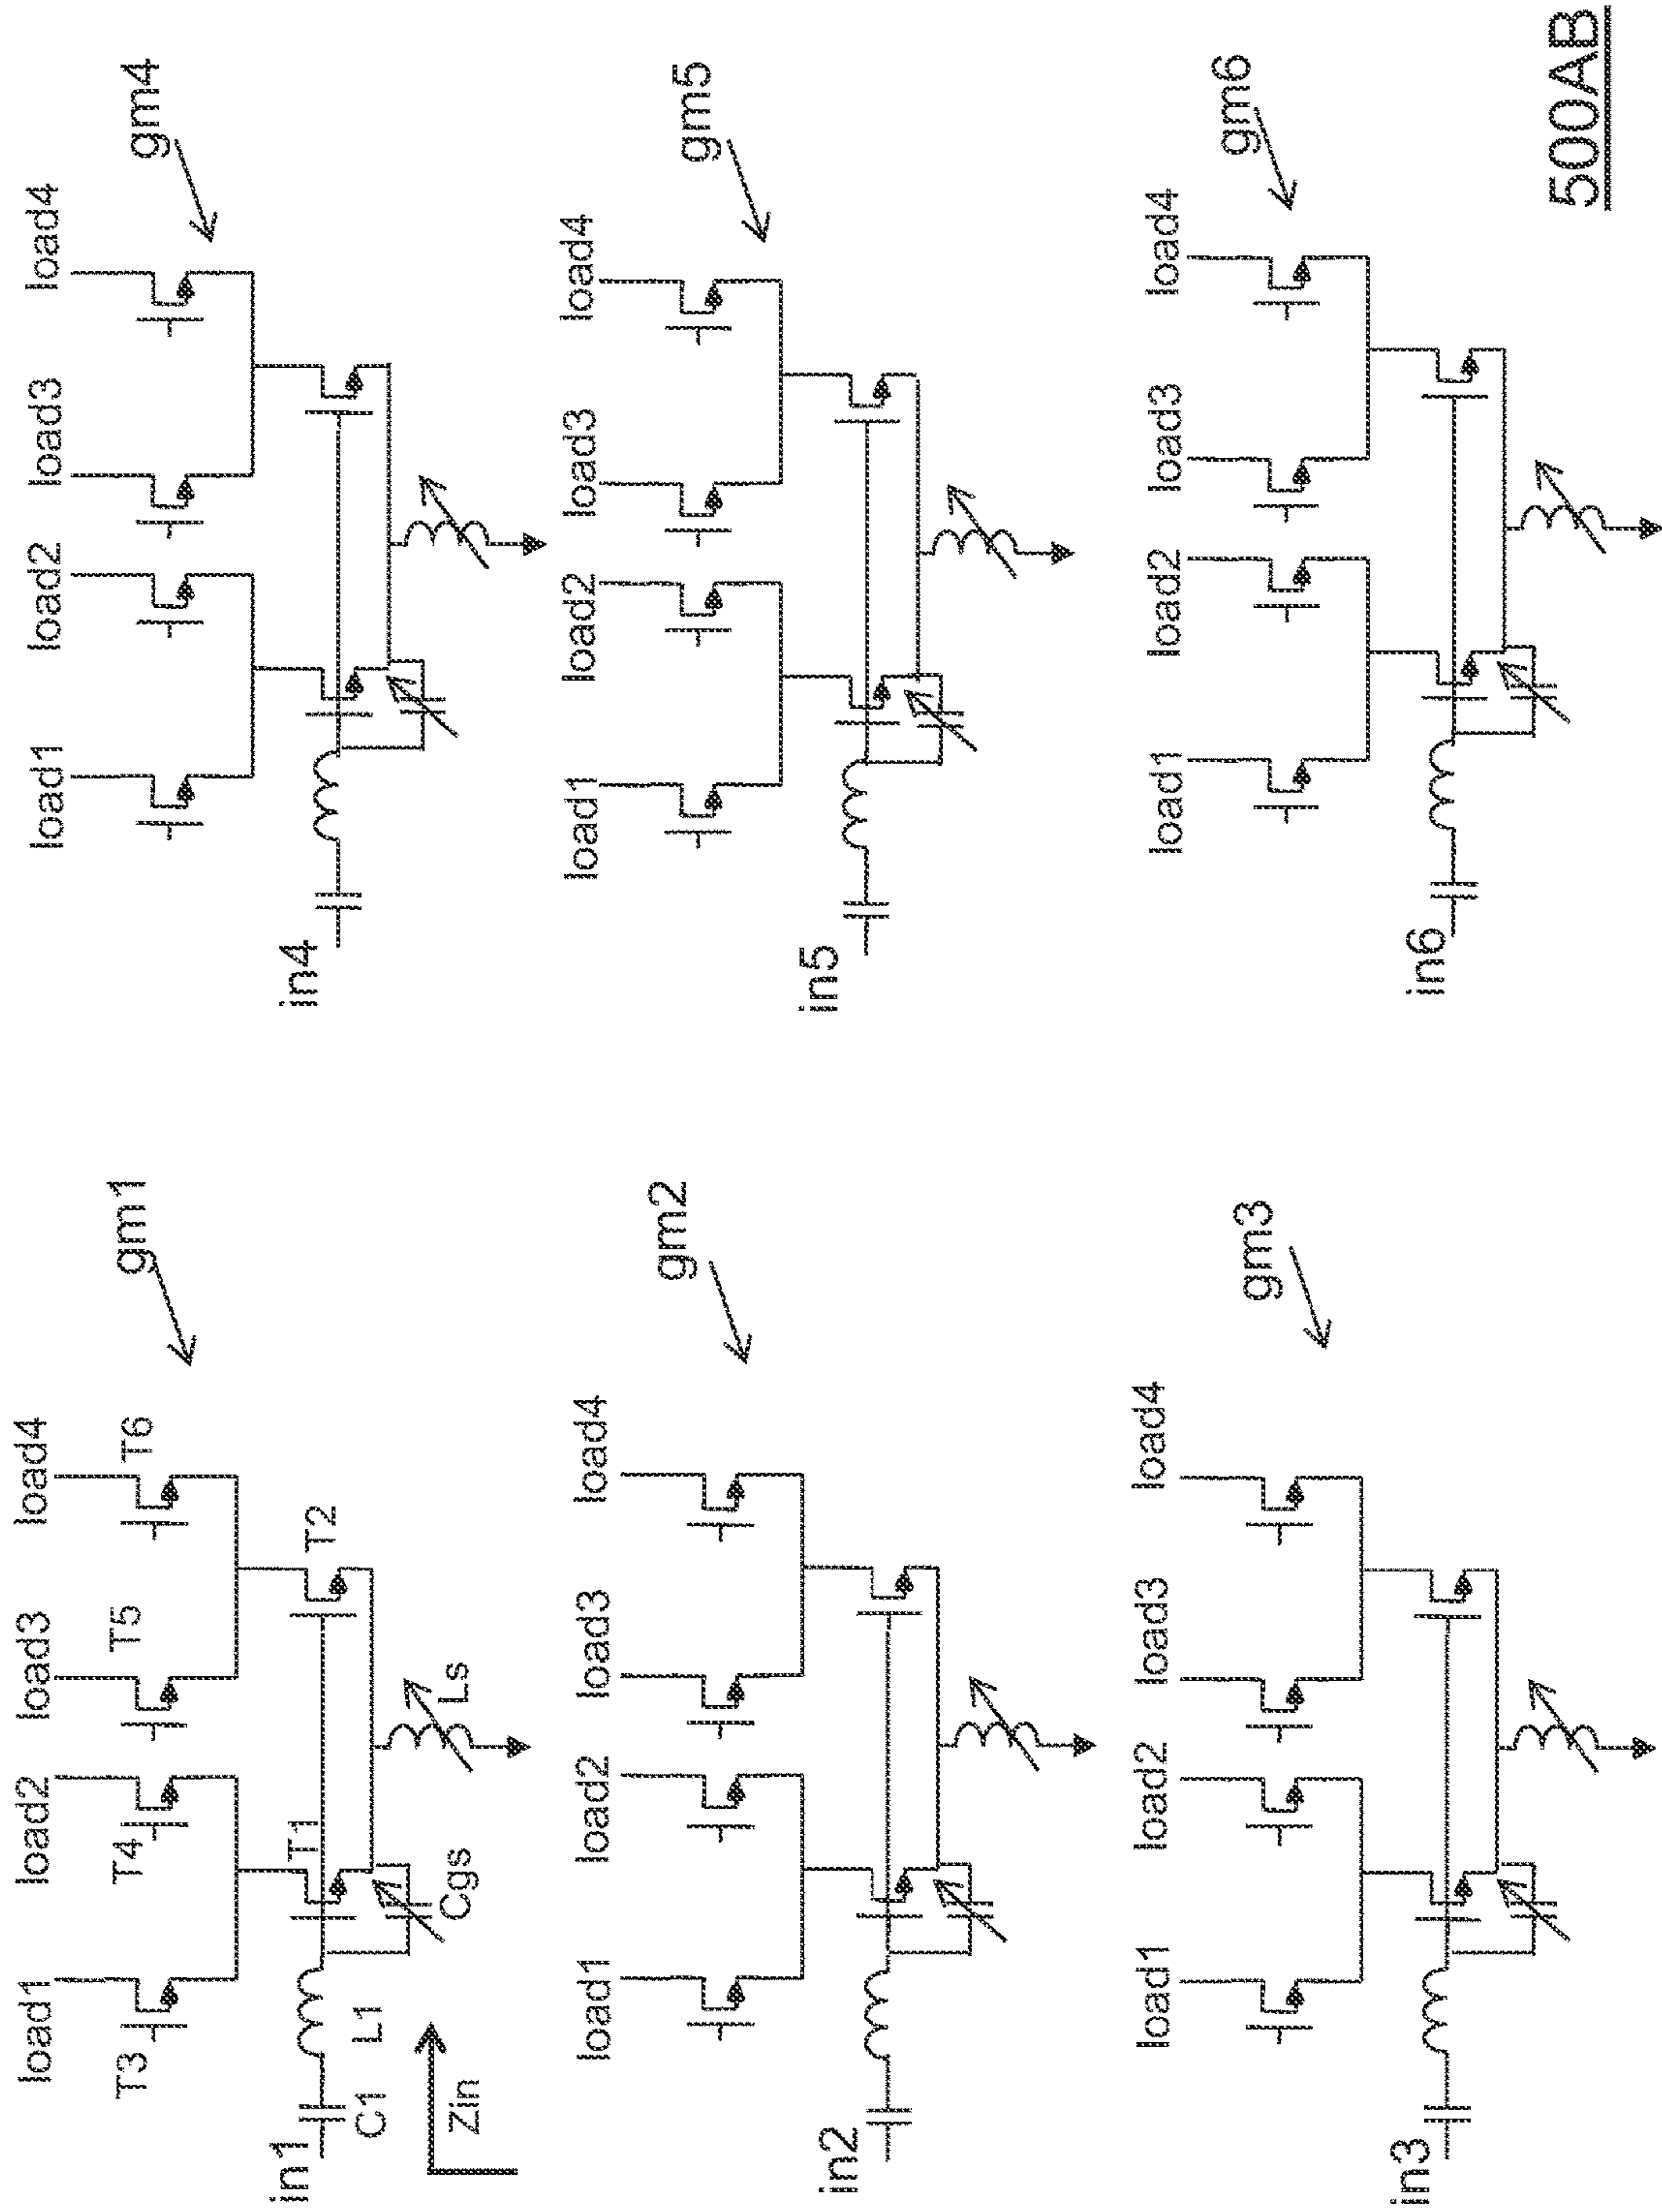 gm1
load1 load2 load3 load4
T3 T4 T5 T6
T1 T2
in1
C1 L1 Cgs Ls
Zin
gm4
load1 load2 load3 load4
in4
gm2
load1 load2 load3 load4
in2
gm5
load1 load2 load3 load4
in5
gm3
load1 load2 load3 load4
in3
gm6
load1 load2 load3 load4
in6
500AB